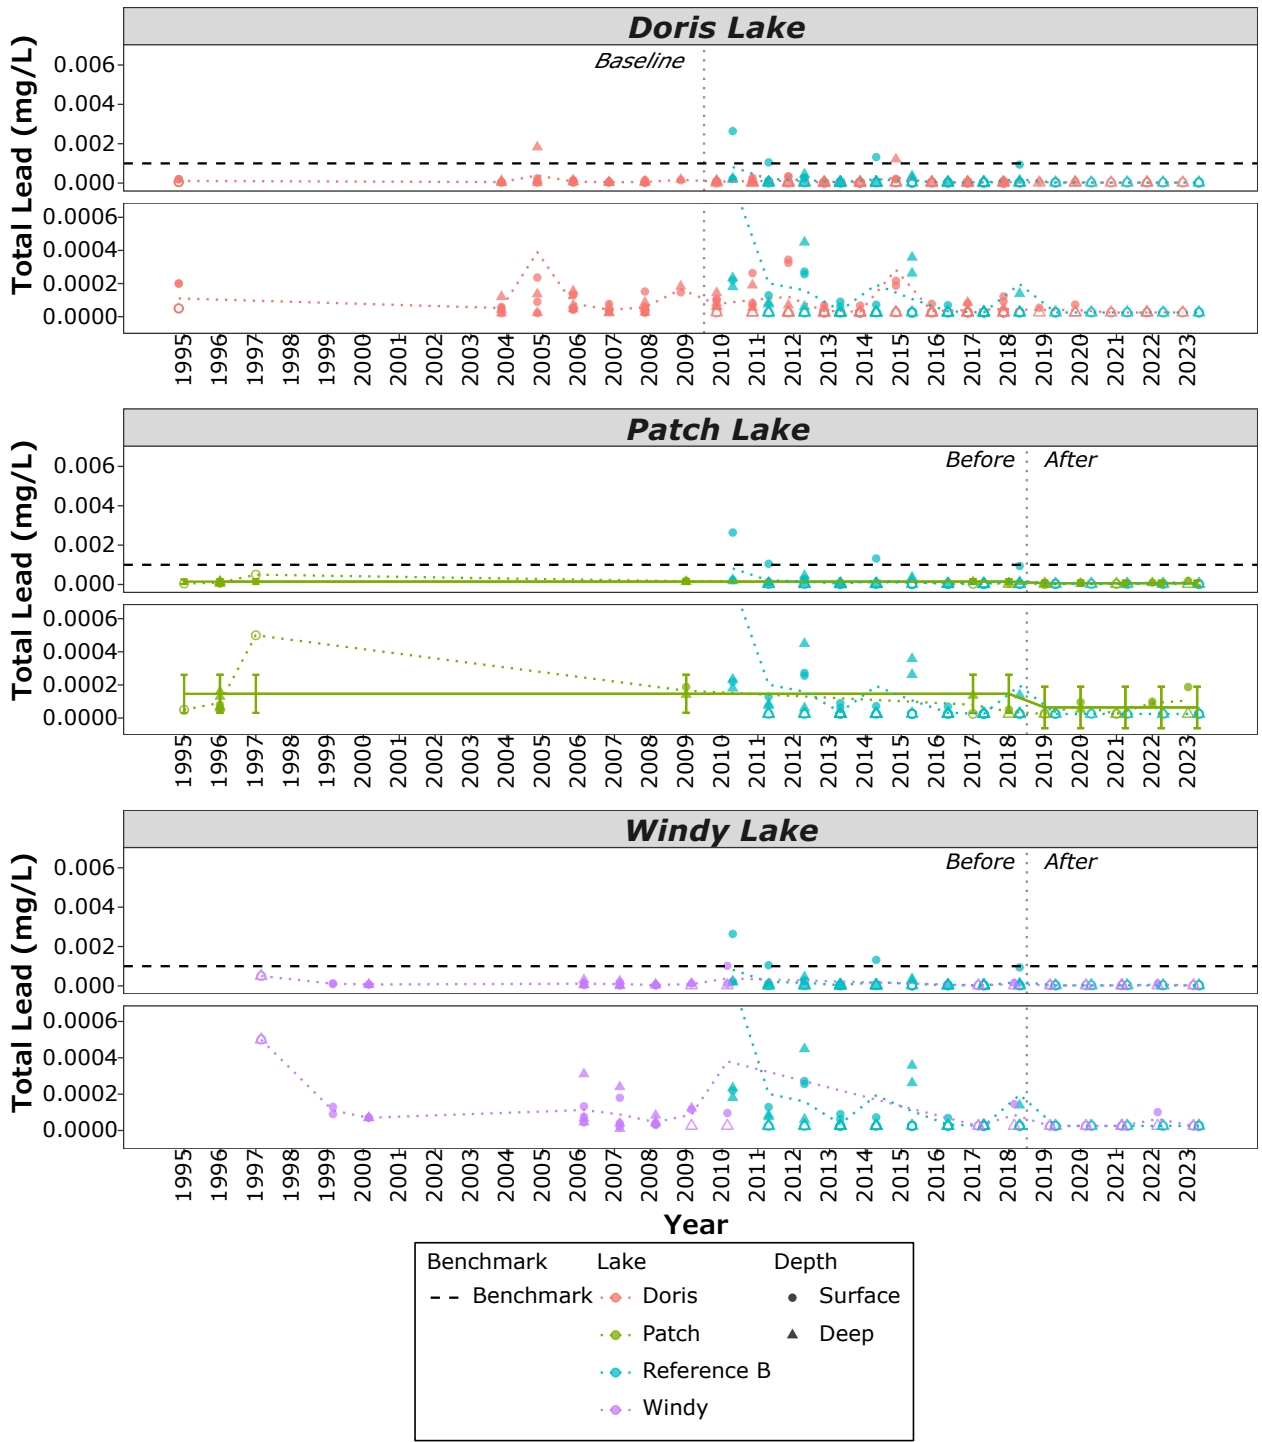 Doris Lake
Baseline
Total Lead (mg/L)
0.006
0.004
0.002
0.000
0.0006
0.0004
0.0002
0.0000
1995 1996 1997 1998 1999 2000 2001 2002 2003 2004 2005 2006 2007 2008 2009 2010 2011 2012 2013 2014 2015 2016 2017 2018 2019 2020 2021 2022 2023
Patch Lake
Before After
Total Lead (mg/L)
0.006
0.004
0.002
0.000
0.0006
0.0004
0.0002
0.0000
1995 1996 1997 1998 1999 2000 2001 2002 2003 2004 2005 2006 2007 2008 2009 2010 2011 2012 2013 2014 2015 2016 2017 2018 2019 2020 2021 2022 2023
Windy Lake
Before After
Total Lead (mg/L)
0.006
0.004
0.002
0.000
0.0006
0.0004
0.0002
0.0000
1995 1996 1997 1998 1999 2000 2001 2002 2003 2004 2005 2006 2007 2008 2009 2010 2011 2012 2013 2014 2015 2016 2017 2018 2019 2020 2021 2022 2023
Year
Benchmark Lake Depth
Benchmark Doris Surface
Patch Deep
Reference B
Windy